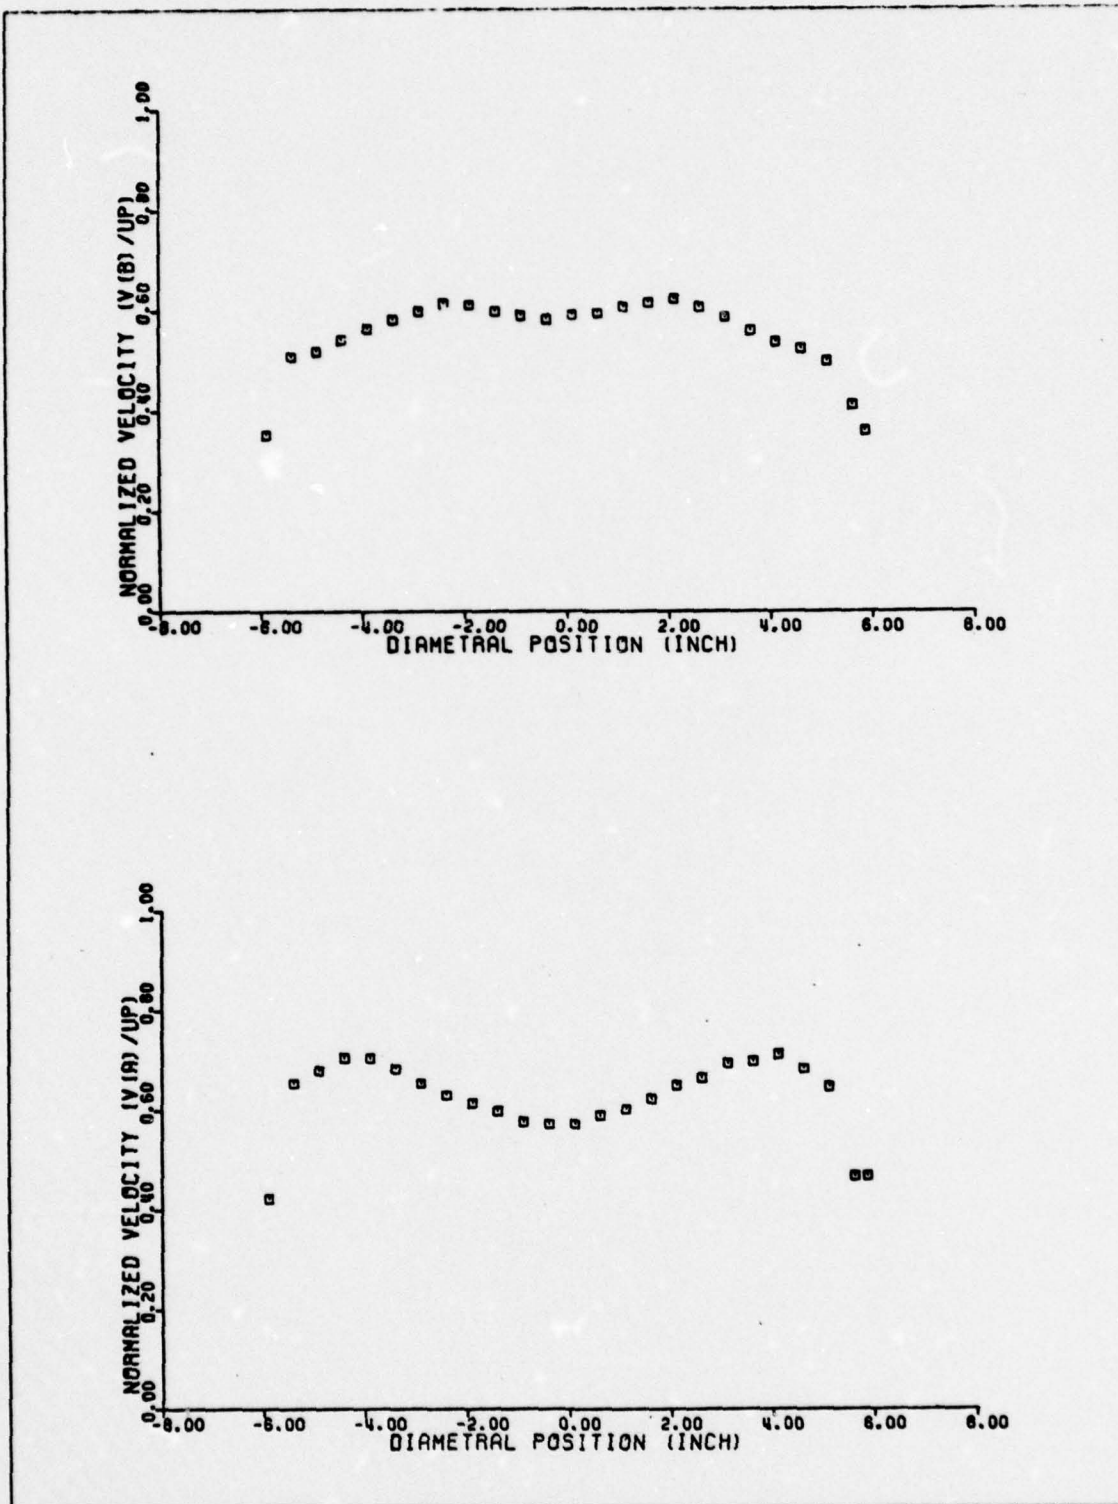 1.00
0.80
0.60
0.40
0.20
0.00
NORMALIZED VELOCITY (V(B)/UP)
-8.00 -6.00 -4.00 -2.00 0.00 2.00 4.00 6.00 8.00
DIAMETRAL POSITION (INCH)
1.00
0.80
0.60
0.40
0.20
0.00
NORMALIZED VELOCITY (V(A)/UP)
-8.00 -6.00 -4.00 -2.00 0.00 2.00 4.00 6.00 8.00
DIAMETRAL POSITION (INCH)